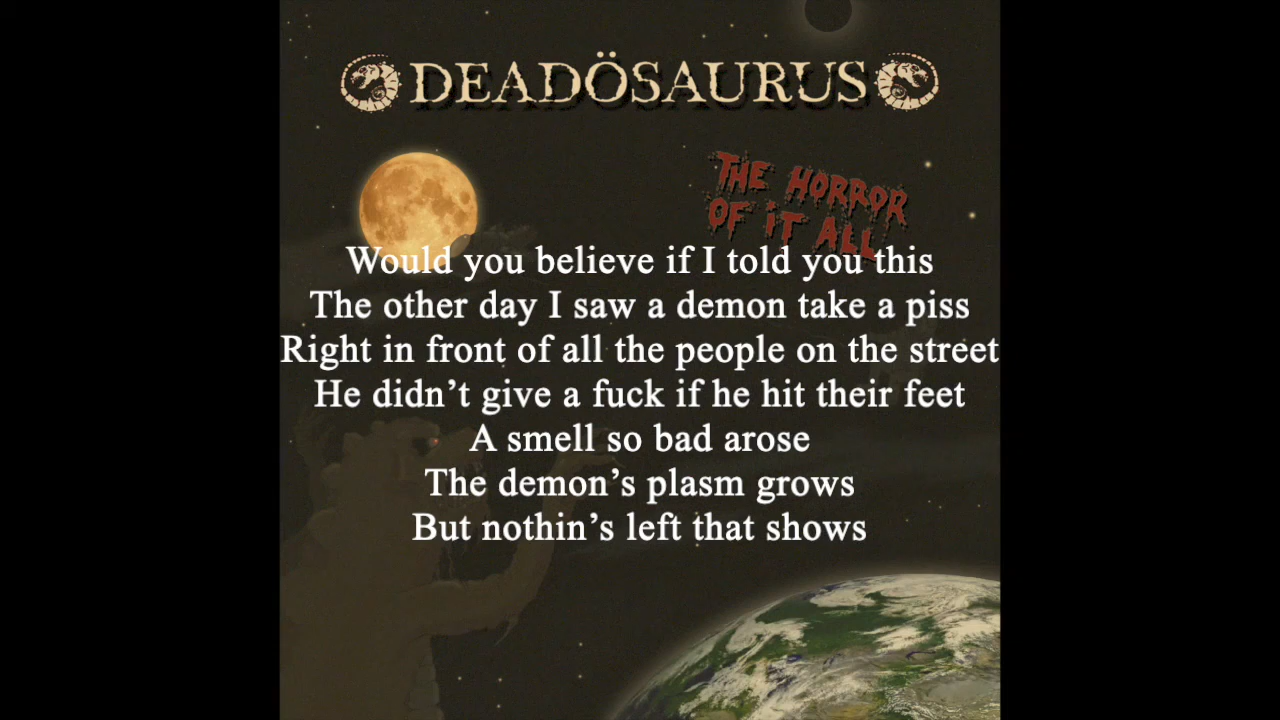 DEADÖSAURUS
THE HORROR
OF iT ALL
Would you believe if I told you this
The other day I saw a demon take a piss
Right in front of all the people on the street
He didn’t give a fuck if he hit their feet
A smell so bad arose
The demon’s plasm grows
But nothin’s left that shows